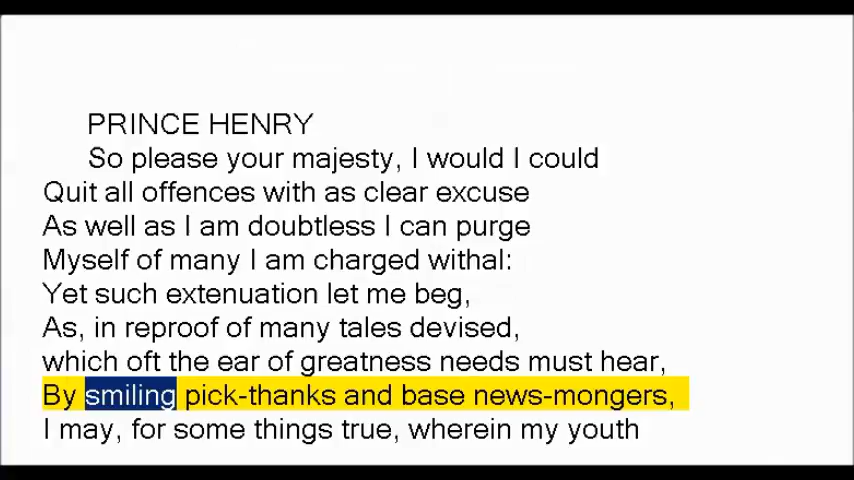 PRINCE HENRY
So please your majesty, I would I could
Quit all offences with as clear excuse
As well as I am doubtless I can purge
Myself of many I am charged withal:
Yet such extenuation let me beg,
As, in reproof of many tales devised,
which oft the ear of greatness needs must hear,
By smiling pick-thanks and base news-mongers,
I may, for some things true, wherein my youth